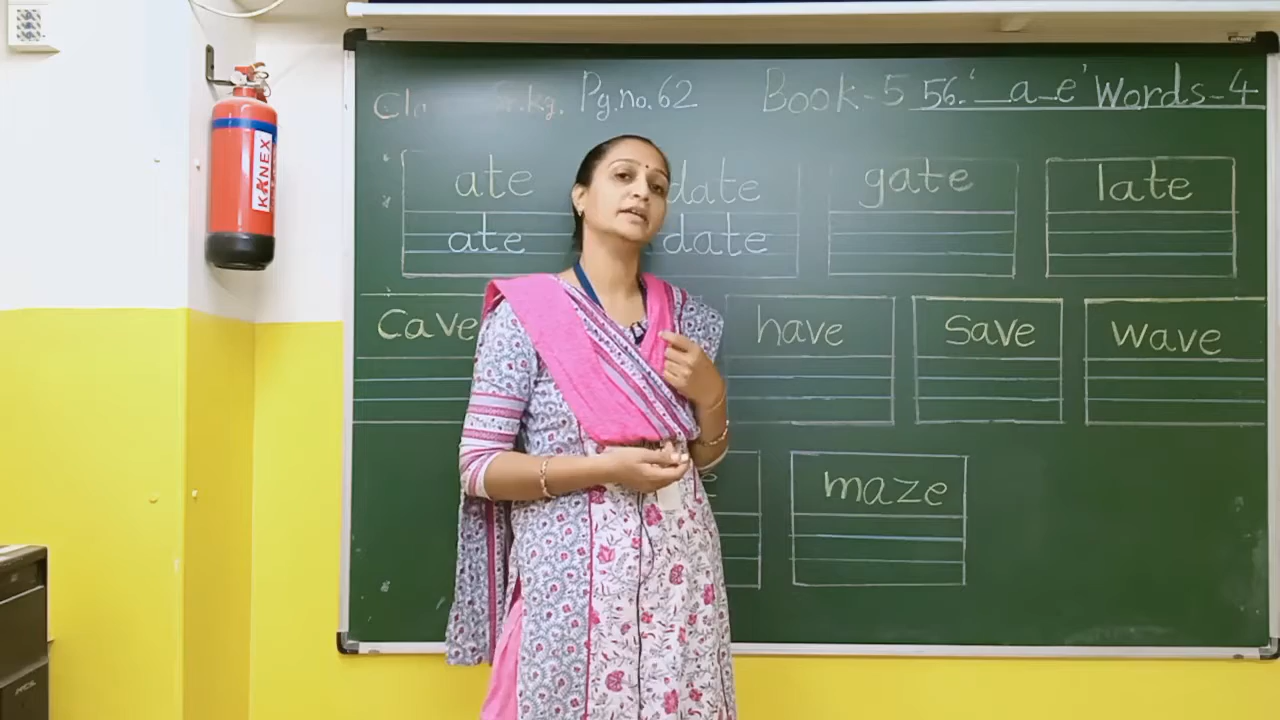 Sr.kg. Pg.no.62 Book-5 56. '_a_e' Words-4
ate date gate late
ate date
Cave have save wave
maze
KANEX